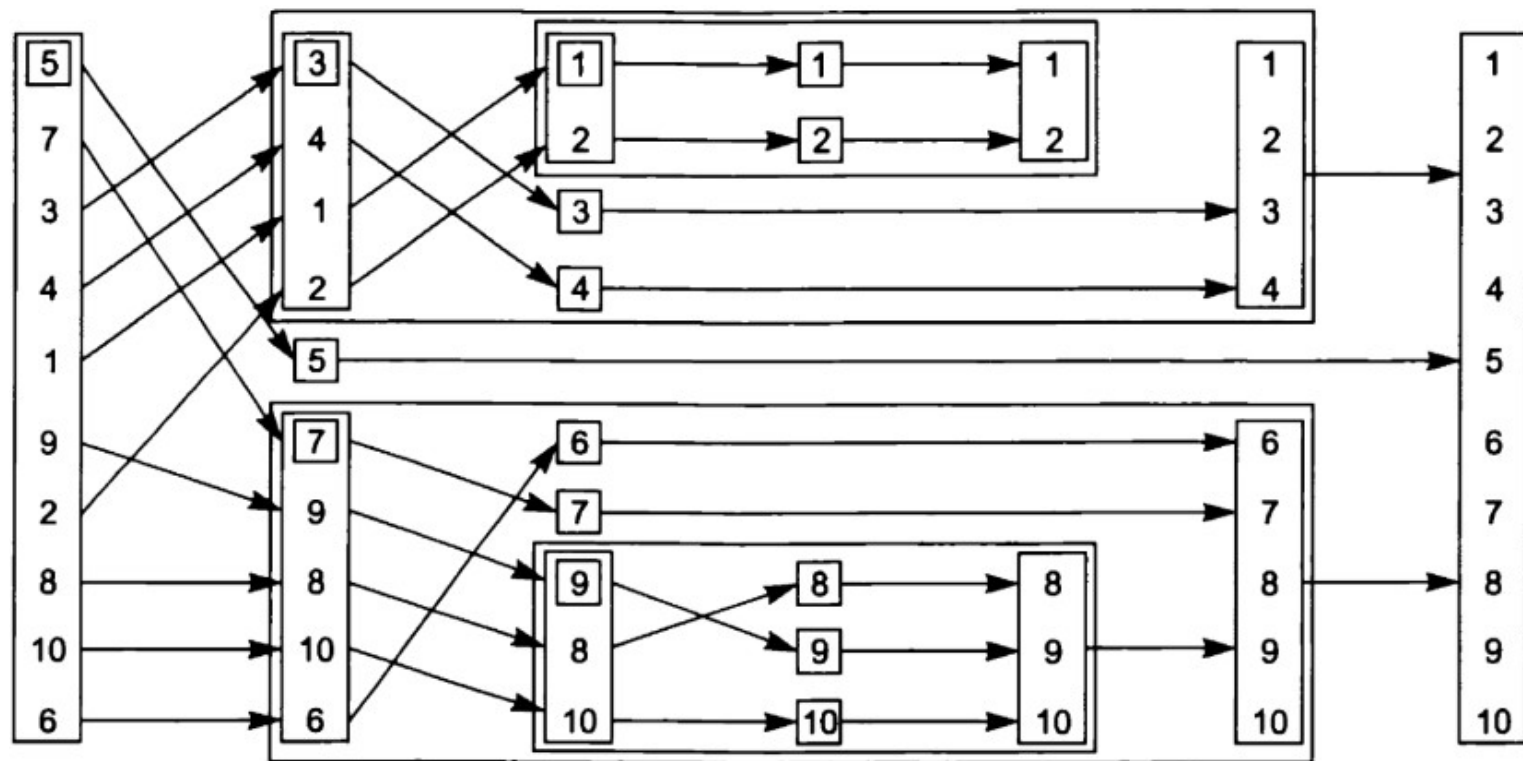 5 3 1 1 1 1 1
7 4 2 2 2 2 2
3 1 3 3 3
4 2 4 4 4
1 5 5
9 7 6 6 6
2 9 7 7 7
8 8 9 8 8 8 8
10 10 8 9 9 9 9
6 6 10 10 10 10 10